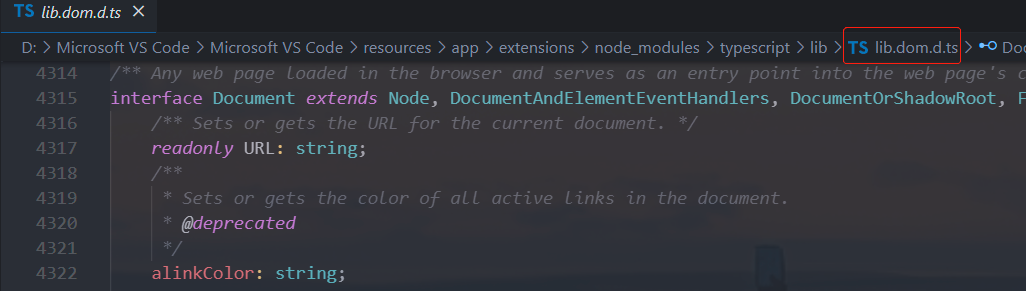 TS lib.dom.d.ts ×
D: > Microsoft VS Code > Microsoft VS Code > resources > app > extensions > node_modules > typescript > lib > TS lib.dom.d.ts >
4314 /** Any web page loaded in the browser and serves as an entry point into the web page's
4315 interface Document extends Node, DocumentAndElementEventHandlers, DocumentOrShadowRoot,
4316 /** Sets or gets the URL for the current document. */
4317 readonly URL: string;
4318 /**
4319 * Sets or gets the color of all active links in the document.
4320 * @deprecated
4321 */
4322 alinkColor: string;